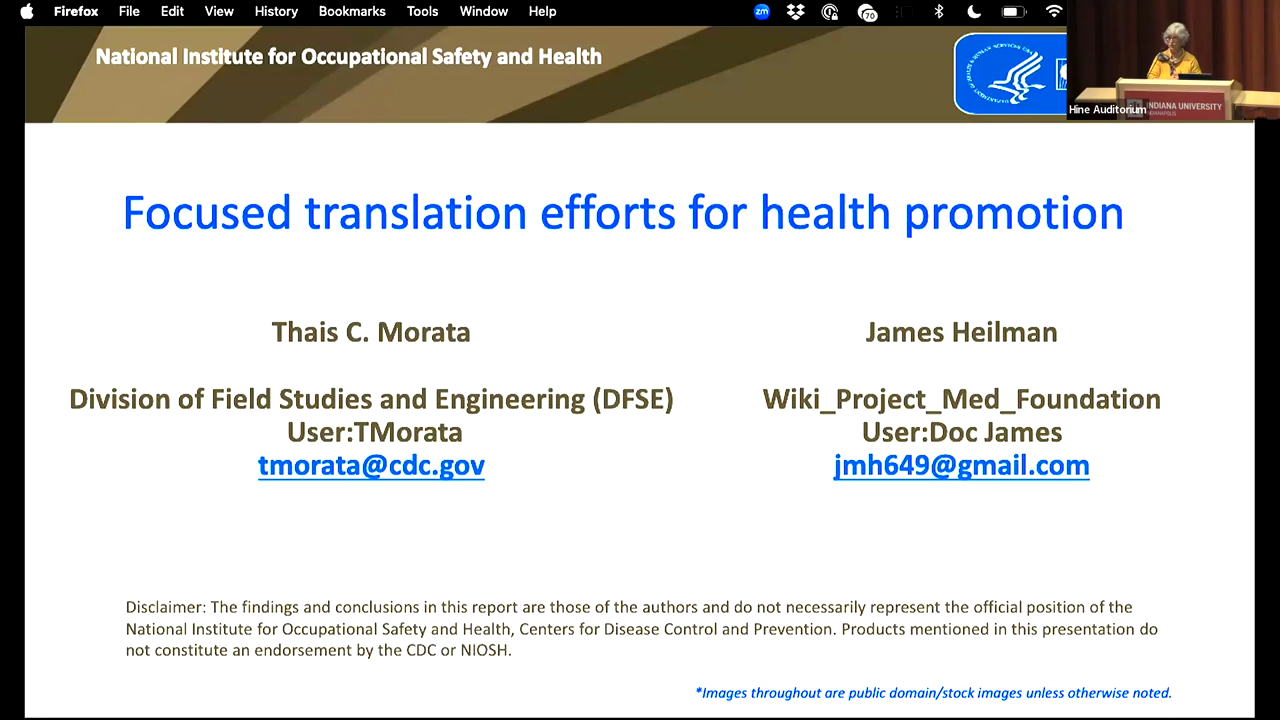 Firefox File Edit View History Bookmarks Tools Window Help
zm
70
National Institute for Occupational Safety and Health
INDIANA UNIVERSITY
INDIANAPOLIS
Hine Auditorium
Focused translation efforts for health promotion
Thais C. Morata
Division of Field Studies and Engineering (DFSE)
User:TMorata
tmorata@cdc.gov
James Heilman
Wiki_Project_Med_Foundation
User:Doc James
jmh649@gmail.com
Disclaimer: The findings and conclusions in this report are those of the authors and do not necessarily represent the official position of the
National Institute for Occupational Safety and Health, Centers for Disease Control and Prevention. Products mentioned in this presentation do
not constitute an endorsement by the CDC or NIOSH.
*Images throughout are public domain/stock images unless otherwise noted.